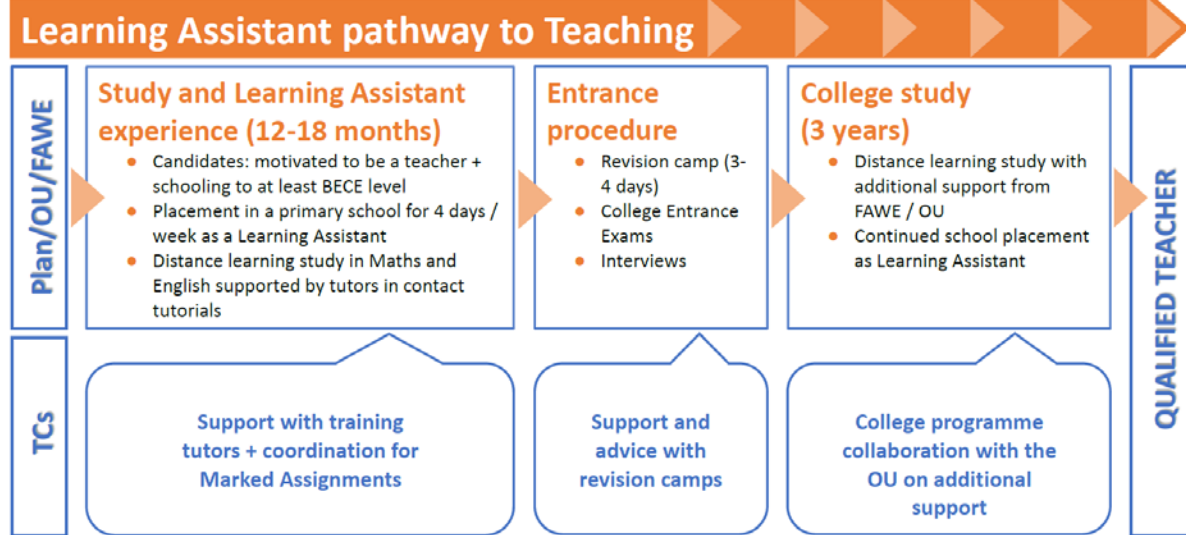 Learning Assistant pathway to Teaching
Plan/OU/FAWE
Study and Learning Assistant
experience (12-18 months)
● Candidates: motivated to be a teacher +
schooling to at least BECE level
● Placement in a primary school for 4 days /
week as a Learning Assistant
● Distance learning study in Maths and
English supported by tutors in contact
tutorials
Entrance
procedure
● Revision camp (3-
4 days)
● College Entrance
Exams
● Interviews
College study
(3 years)
● Distance learning study with
additional support from
FAWE / OU
● Continued school placement
as Learning Assistant
QUALIFIED TEACHER
TCs
Support with training
tutors + coordination for
Marked Assignments
Support and
advice with
revision camps
College programme
collaboration with the
OU on additional
support